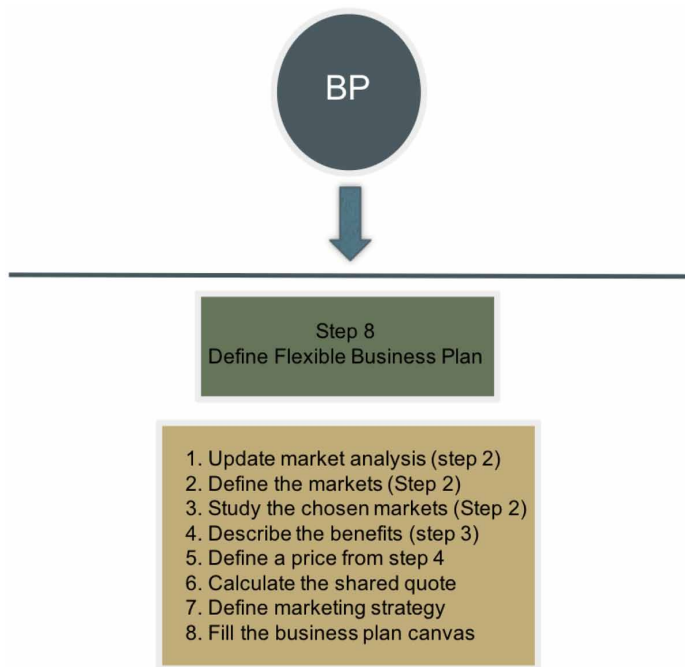 BP
Step 8
Define Flexible Business Plan
1. Update market analysis (step 2)
2. Define the markets (Step 2)
3. Study the chosen markets (Step 2)
4. Describe the benefits (step 3)
5. Define a price from step 4
6. Calculate the shared quote
7. Define marketing strategy
8. Fill the business plan canvas